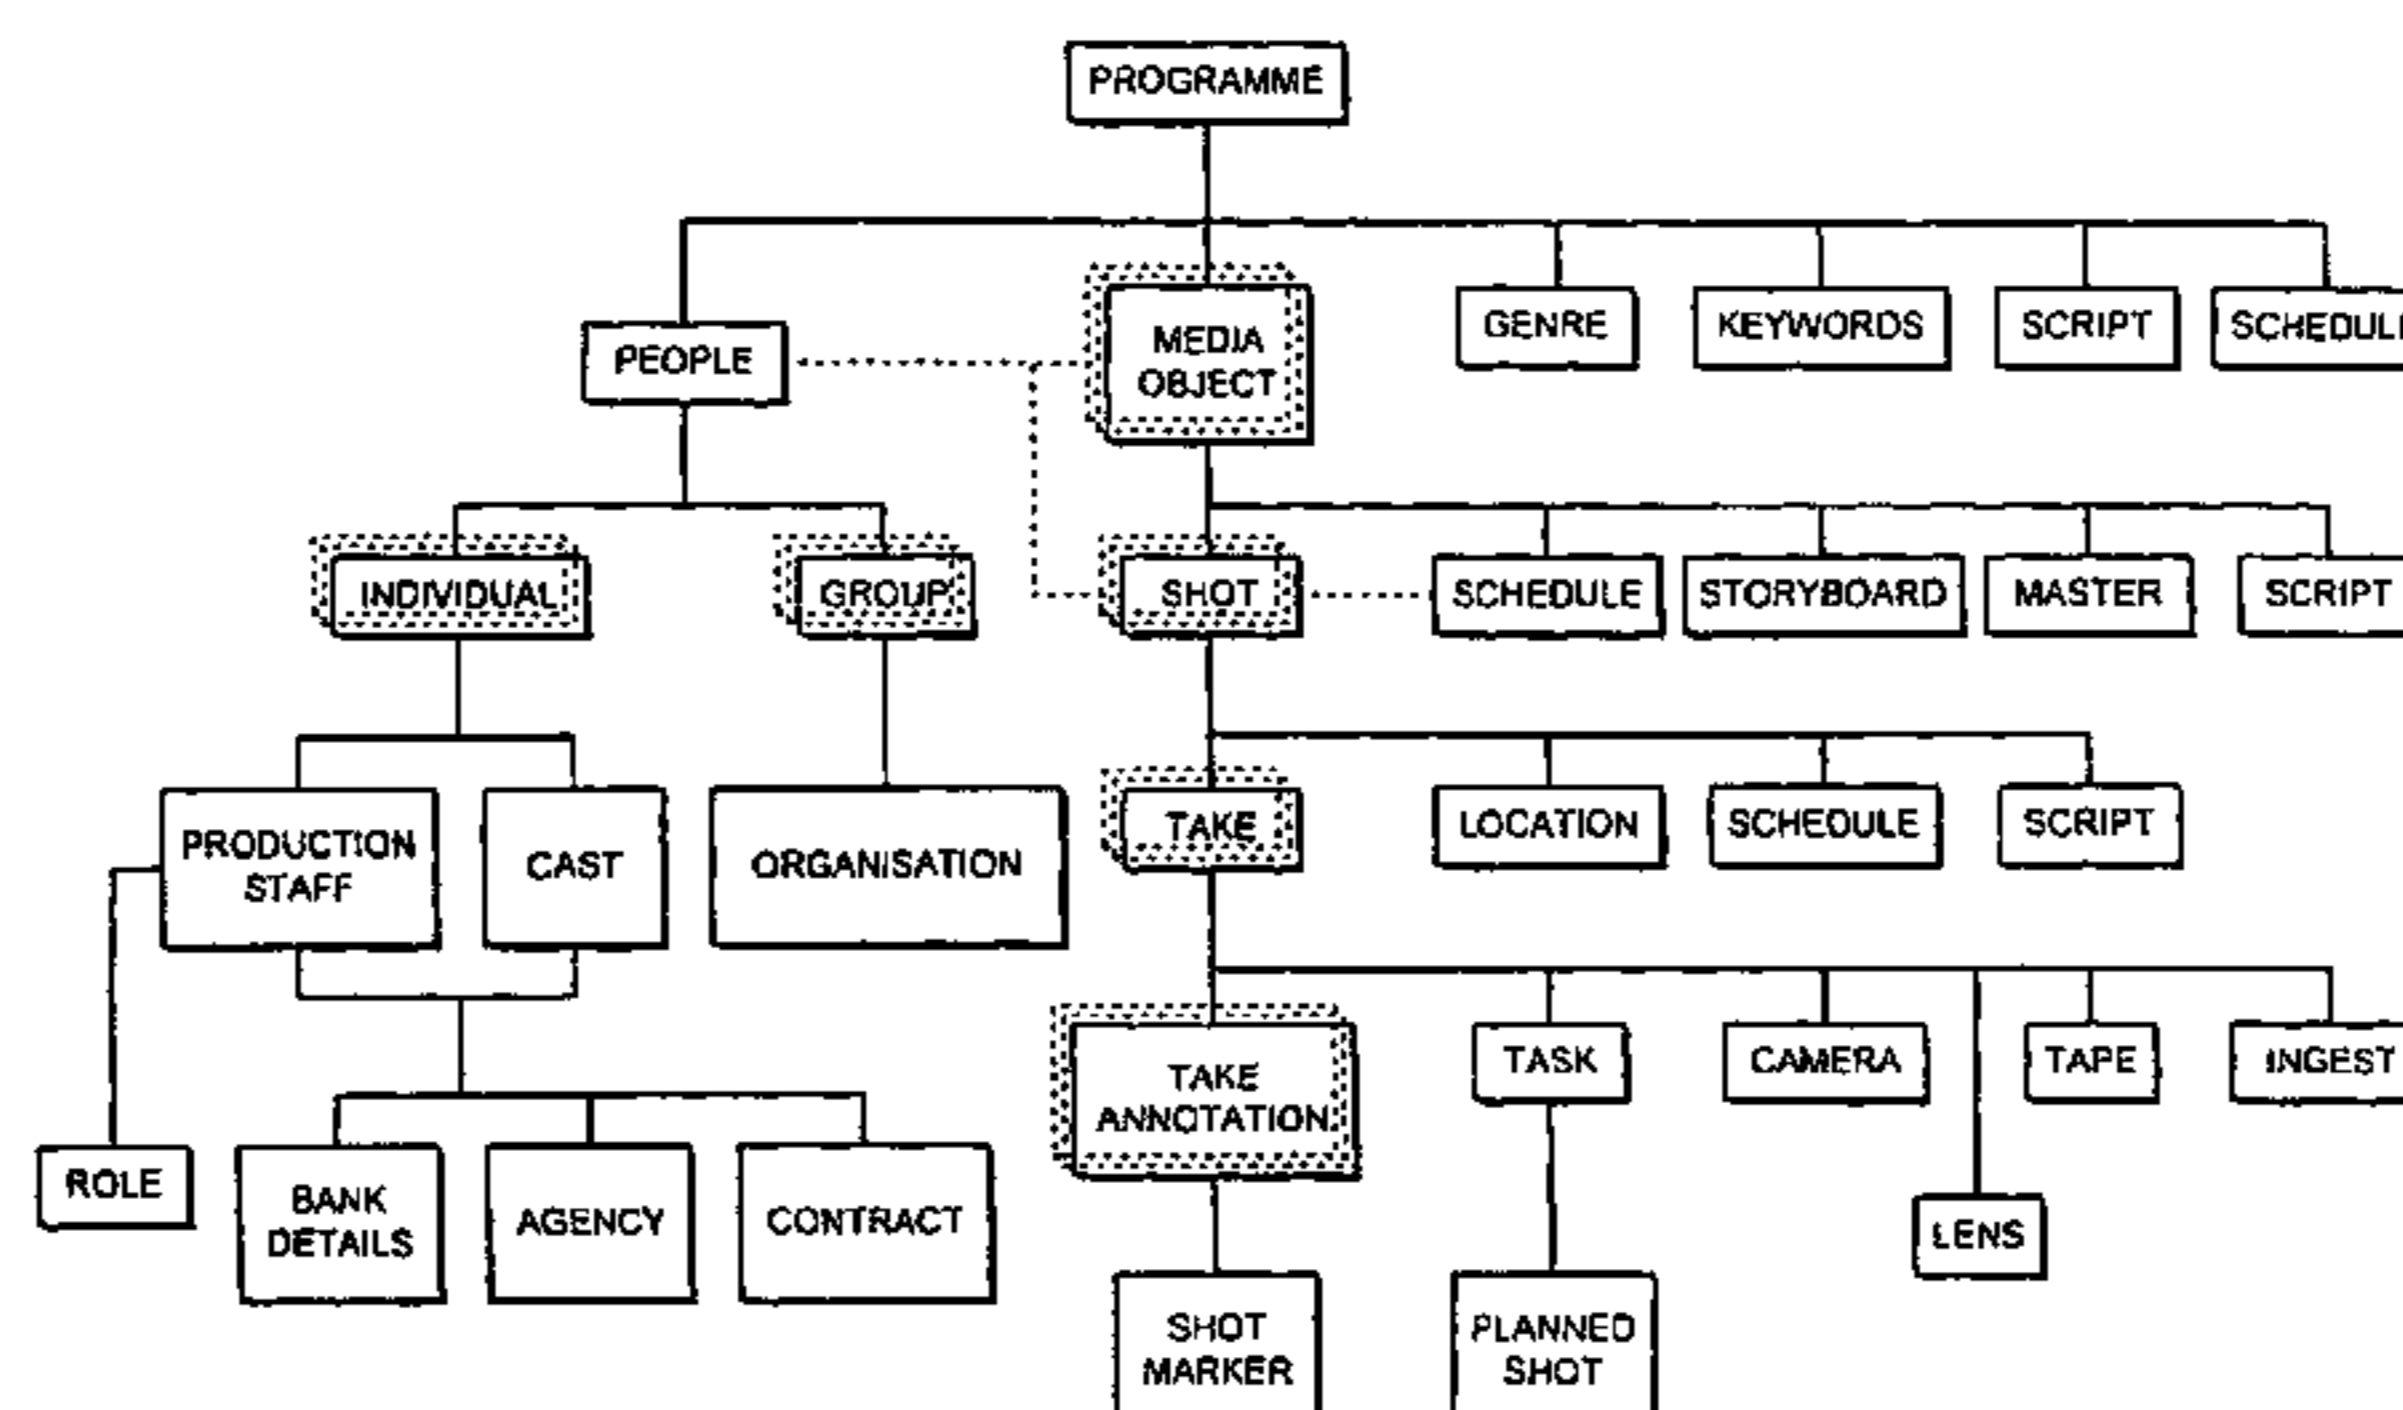 PROGRAMME
PEOPLE
MEDIA
OBJECT
GENRE
KEYWORDS
SCRIPT
SCHEDULE
INDIVIDUAL
GROUP
SHOT
SCHEDULE
STORYBOARD
MASTER
SCRIPT
PRODUCTION
STAFF
CAST
ORGANISATION
TAKE
LOCATION
SCHEDULE
SCRIPT
TAKE
ANNOTATION
TASK
CAMERA
TAPE
INGEST
ROLE
BANK
DETAILS
AGENCY
CONTRACT
LENS
SHOT
MARKER
PLANNED
SHOT